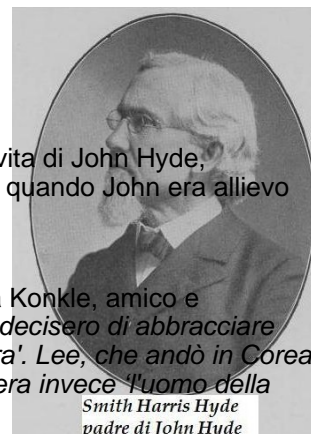 vita di John Hyde,
quando John era allievo
a Konkle, amico e
decisero di abbracciare
ra'. Lee, che andò in Corea
era invece ‘l'uomo della
Smith Harris Hyde
padre di John Hyde